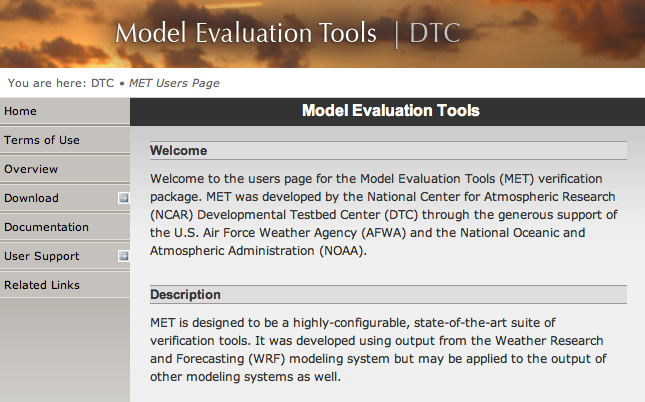 Model Evaluation Tools | DTC
You are here: DTC • MET Users Page
Home
Terms of Use
Overview
Download
Documentation
User Support
Related Links
Model Evaluation Tools
Welcome
Welcome to the users page for the Model Evaluation Tools (MET) verification
package. MET was developed by the National Center for Atmospheric Research
(NCAR) Developmental Testbed Center (DTC) through the generous support of
the U.S. Air Force Weather Agency (AFWA) and the National Oceanic and
Atmospheric Administration (NOAA).
Description
MET is designed to be a highly-configurable, state-of-the-art suite of
verification tools. It was developed using output from the Weather Research
and Forecasting (WRF) modeling system but may be applied to the output of
other modeling systems as well.